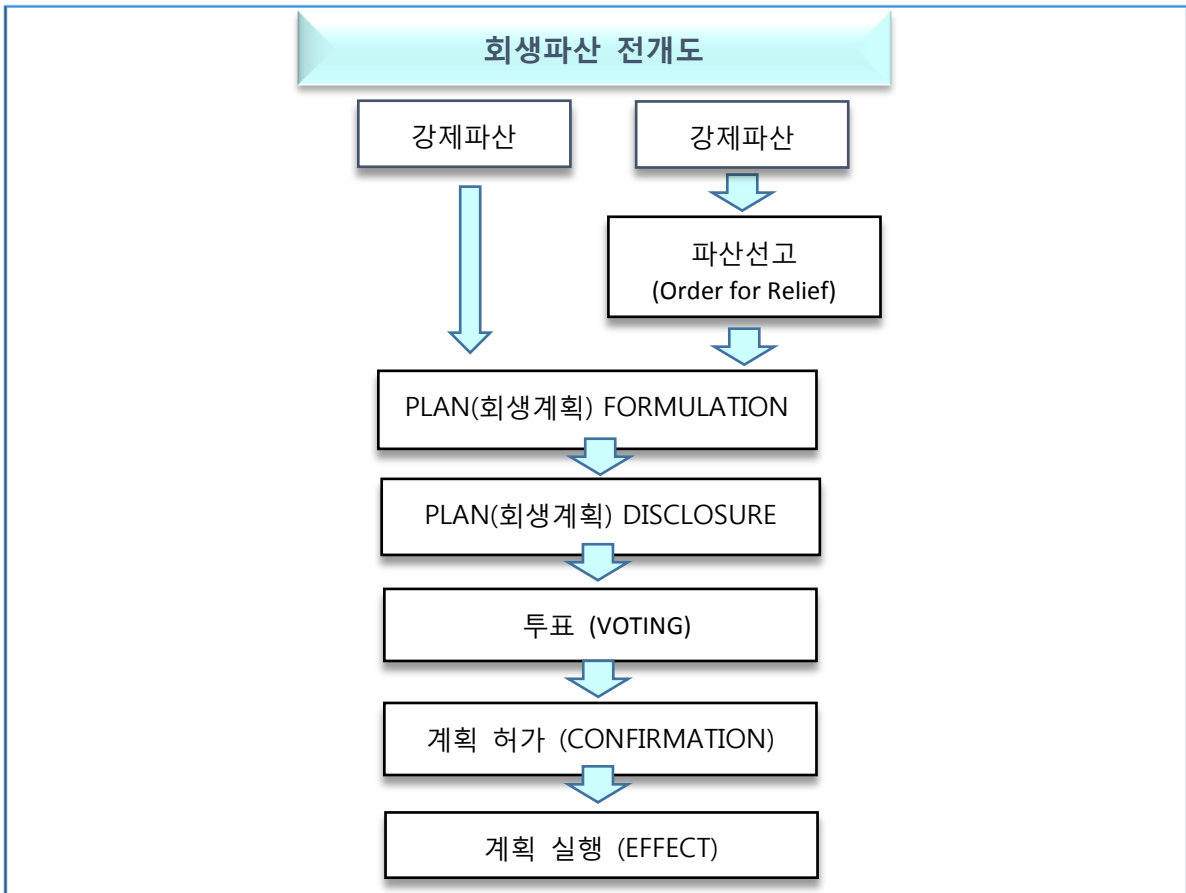 회생파산 전개도
강제파산
강제파산
파산선고
(Order for Relief)
PLAN(회생계획) FORMULATION
PLAN(회생계획) DISCLOSURE
투표 (VOTING)
계획 허가 (CONFIRMATION)
계획 실행 (EFFECT)